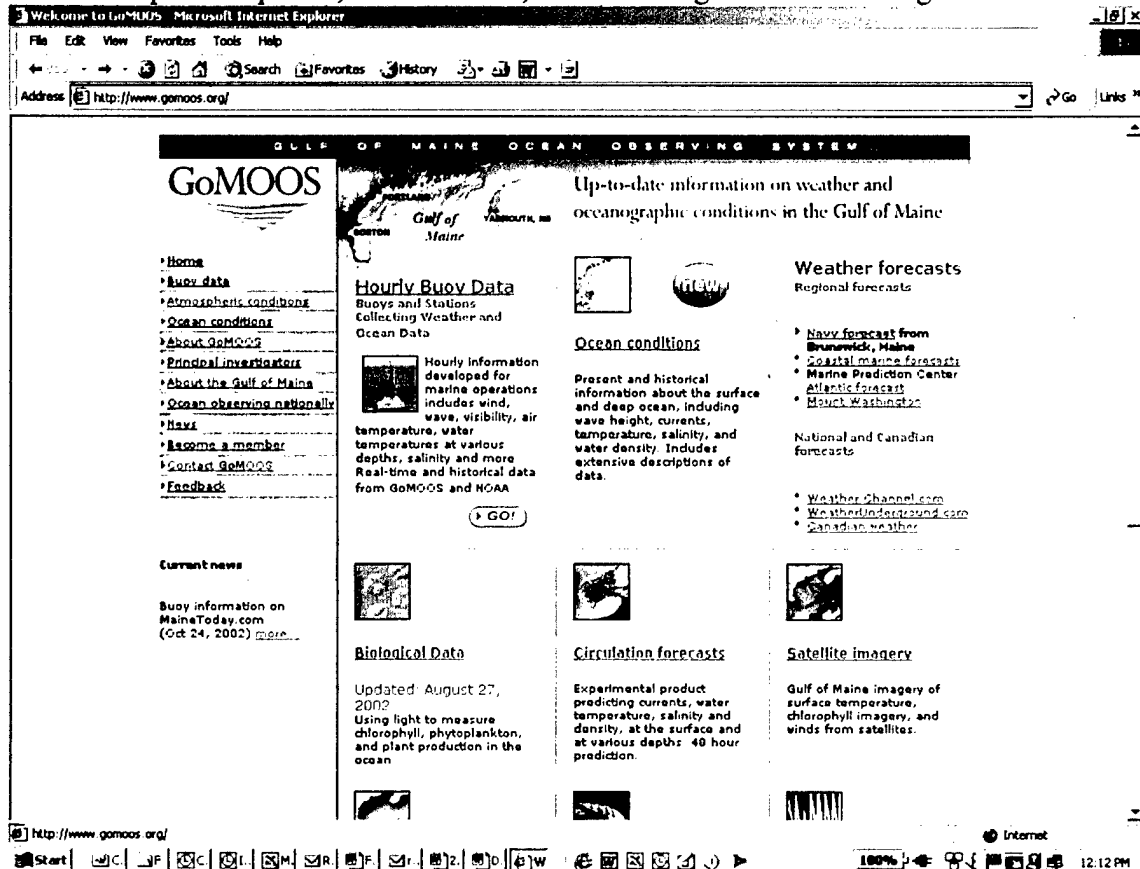 Welcome to GoMOOS - Microsoft Internet Explorer
File Edit View Favorites Tools Help
Search Favorites History
Address http://www.gomoos.org/ Go Links »
GULF OF MAINE OCEAN OBSERVING SYSTEM
GoMOOS
PORTLAND
Gulf of
Maine
YARMOUTH, NS
BOSTON
Up-to-date information on weather and
oceanographic conditions in the Gulf of Maine
Home
Buoy data
Atmospheric conditions
Ocean conditions
About GoMOOS
Principal investigators
About the Gulf of Maine
Ocean observing nationally
News
Become a member
Contact GoMOOS
Feedback
Current news
Buoy information on
MaineToday.com
(Oct 24, 2002) more...
Hourly Buoy Data
Buoys and Stations
Collecting Weather and
Ocean Data
Hourly information
developed for
marine operations
includes wind,
wave, visibility, air
temperature, water
temperatures at various
depths, salinity and more
Real-time and historical data
from GoMOOS and NOAA
GO!
new
Ocean conditions
Present and historical
information about the surface
and deep ocean, including
wave height, currents,
temperature, salinity, and
water density. Includes
extensive descriptions of
data.
Weather forecasts
Regional forecasts
Navy forecast from
Brunswick, Maine
Coastal marine forecasts
Marine Prediction Center
Atlantic forecast
Mount Washington
National and Canadian
forecasts
Weather Channel.com
WeatherUnderground.com
Canadian weather
Biological Data
Updated: August 27,
2002
Using light to measure
chlorophyll, phytoplankton,
and plant production in the
ocean
Circulation forecasts
Experimental product
predicting currents, water
temperature, salinity and
density, at the surface and
at various depths 48 hour
prediction.
Satellite imagery
Gulf of Maine imagery of
surface temperature,
chlorophyll imagery, and
winds from satellites.
http://www.gomoos.org/ Internet
Start 100% 12:12 PM